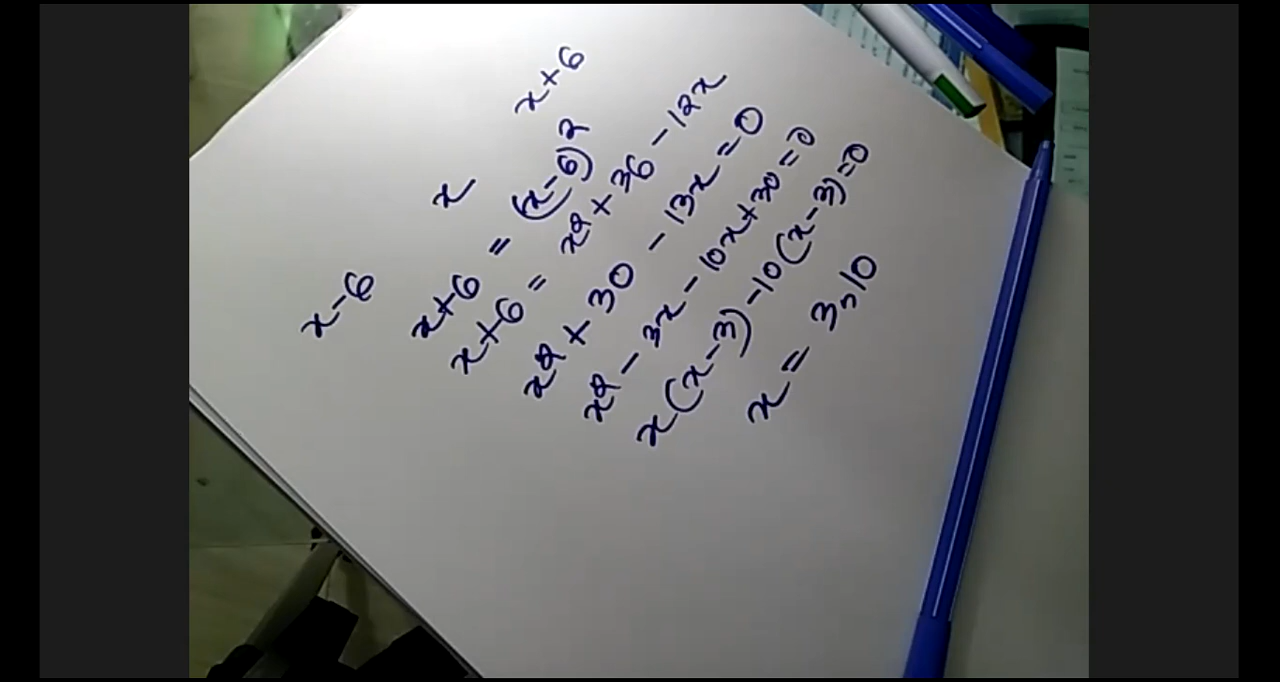 x-6 x x+6
x+6 = (x-6)2
x+6 = x2+36-12x
x2+30-13x=0
x2-3x-10x+30=0
x(x-3)-10(x-3)=0
x=3,10